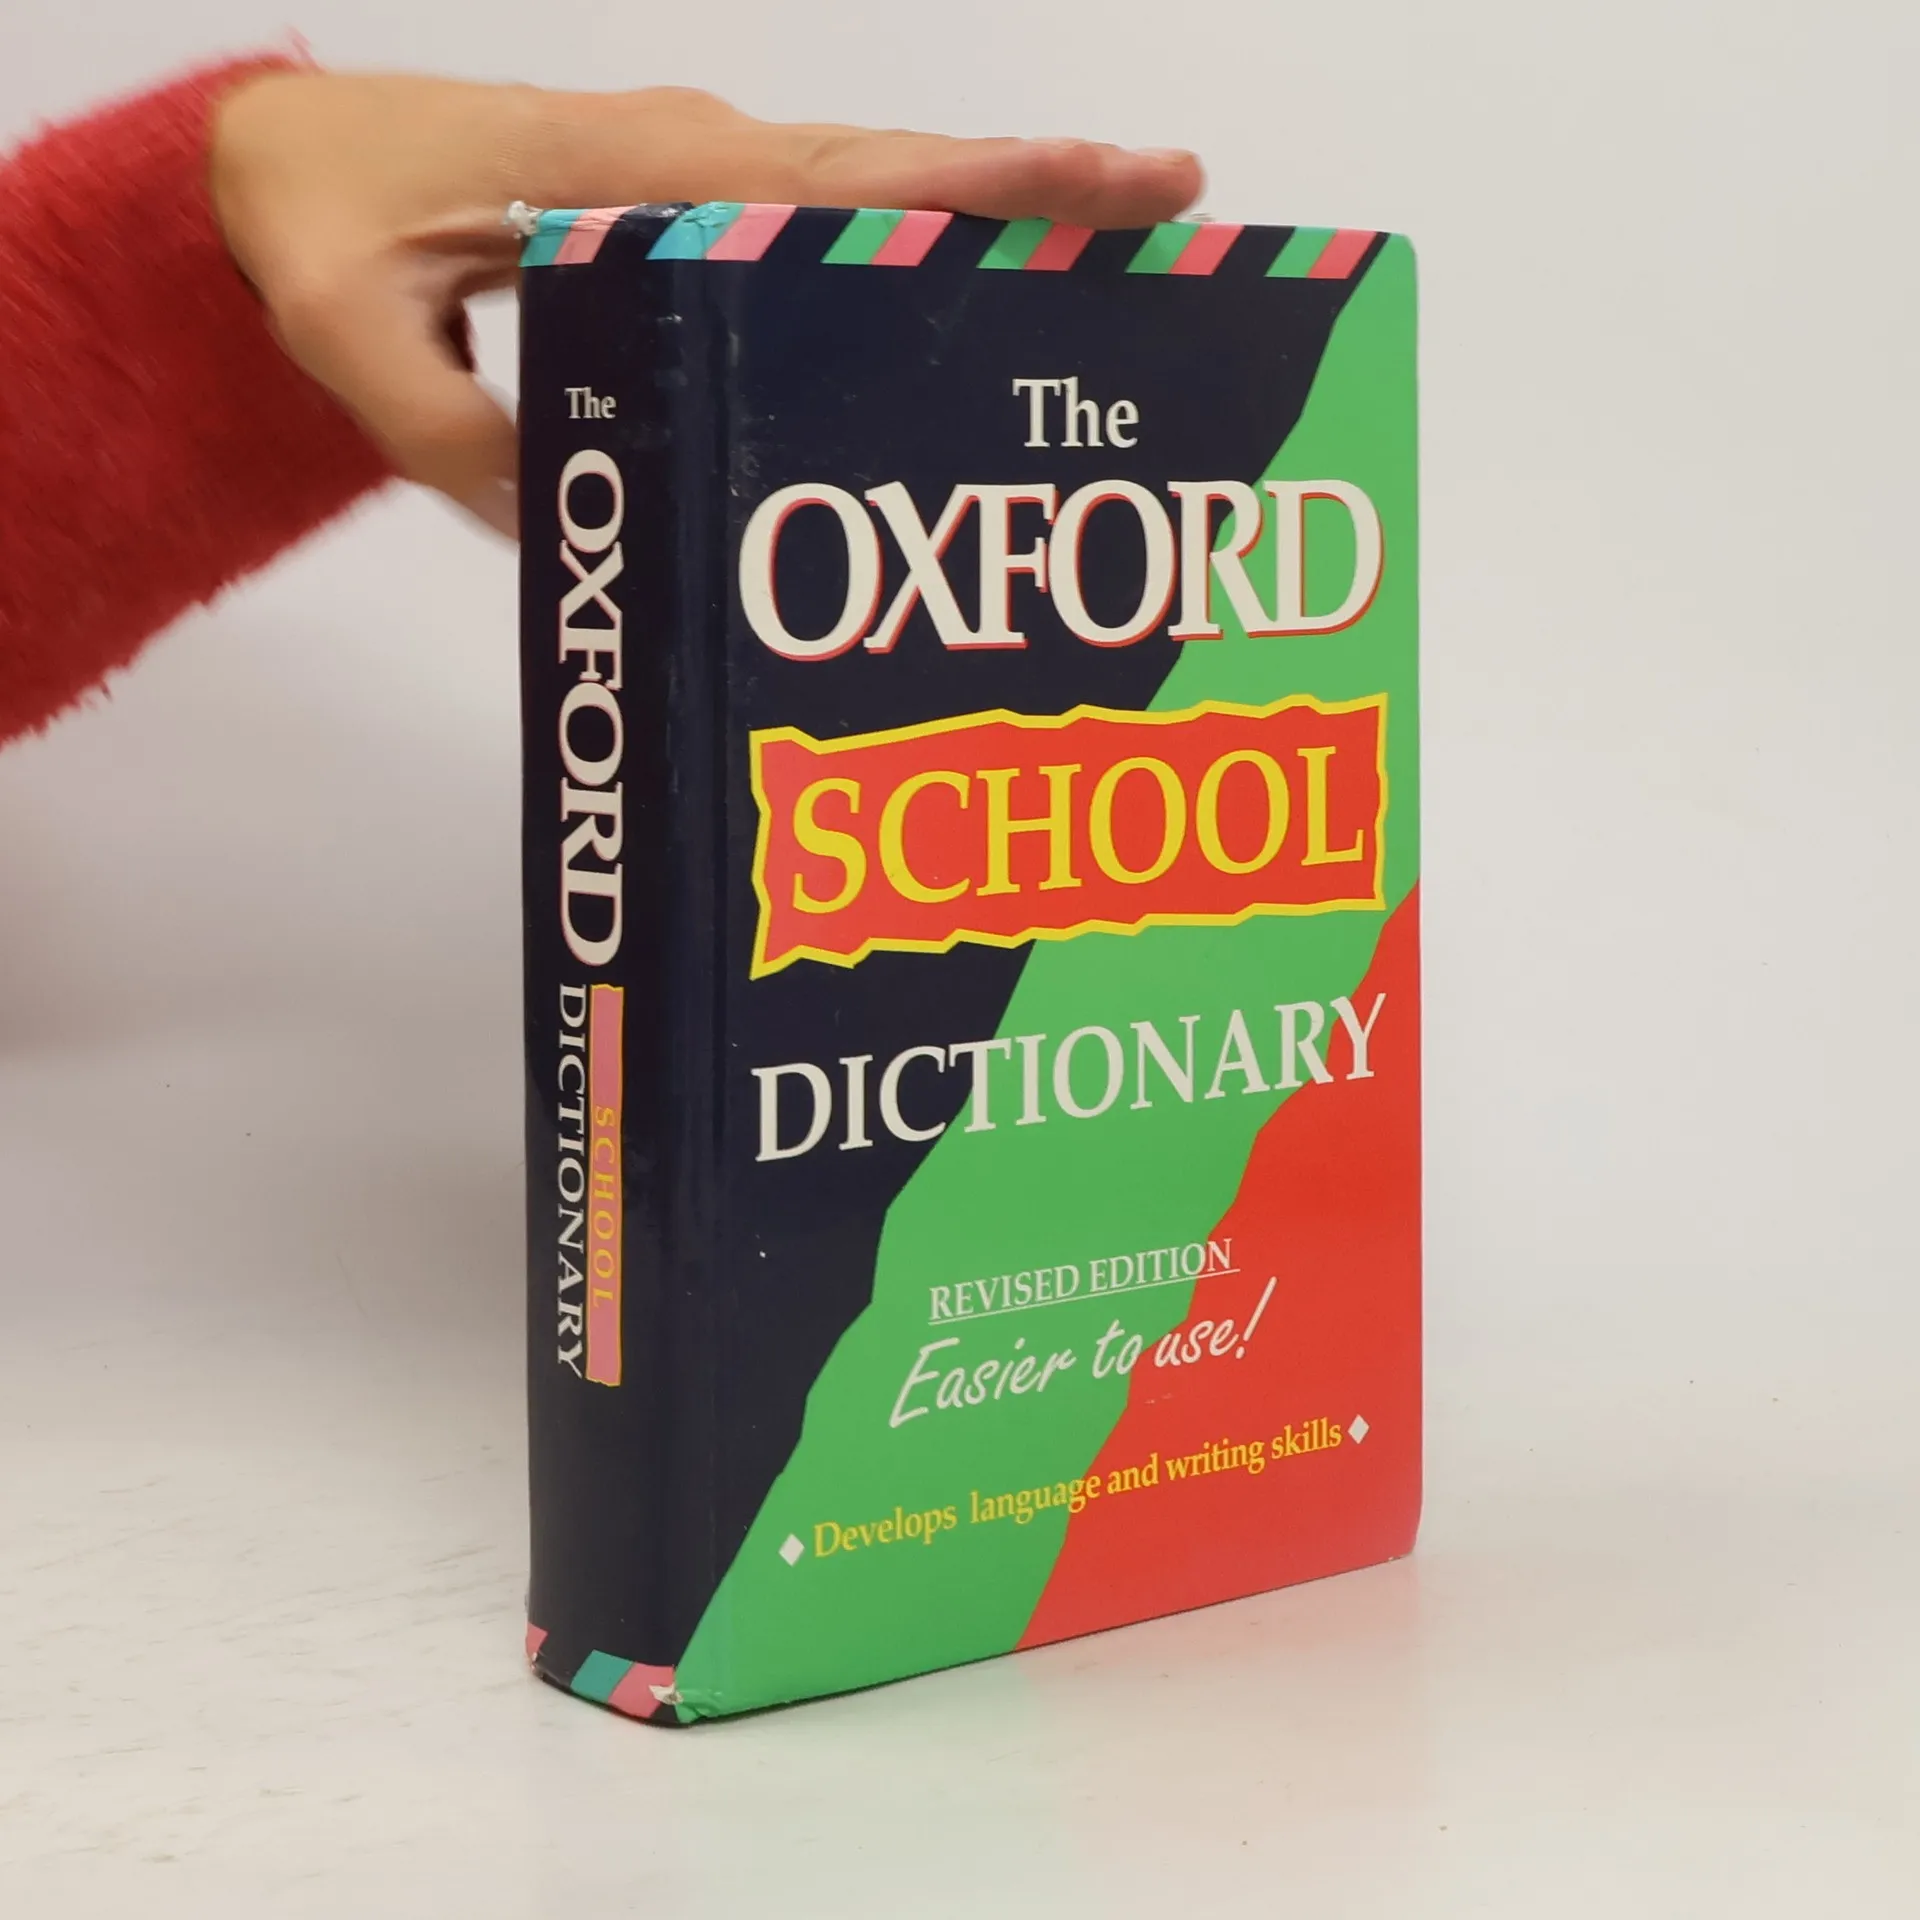 The
OXFORD
SCHOOL
DICTIONARY
The
OXFORD
SCHOOL
DICTIONARY
REVISED EDITION
Easier to use!
Develops language and writing skills